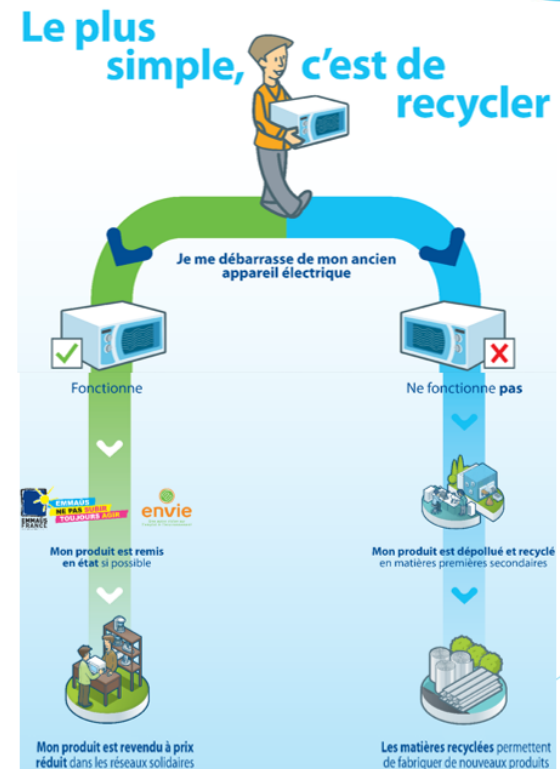 Le plus
simple, c'est de
recycler
Je me débarrasse de mon ancien
appareil électrique
Fonctionne
Ne fonctionne pas
EMMAÜS
FRANCE
EMMAÜS
NE PAS SUBIR
TOUJOURS AGIR
envie
Mon produit est remis
en état si possible
Mon produit est dépollué et recyclé
en matières premières secondaires
Mon produit est revendu à prix
réduit dans les réseaux solidaires
Les matières recyclées permettent
de fabriquer de nouveaux produits